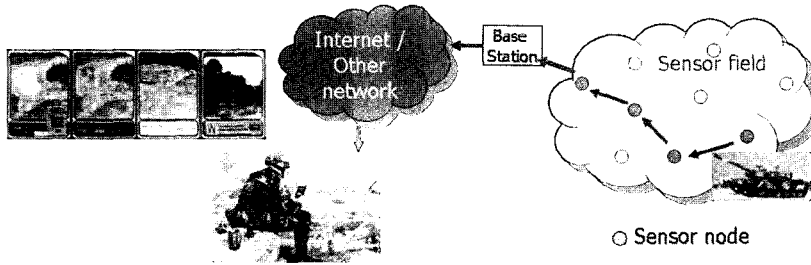 Internet /
Other
network
Base
Station
Sensor field
Sensor node